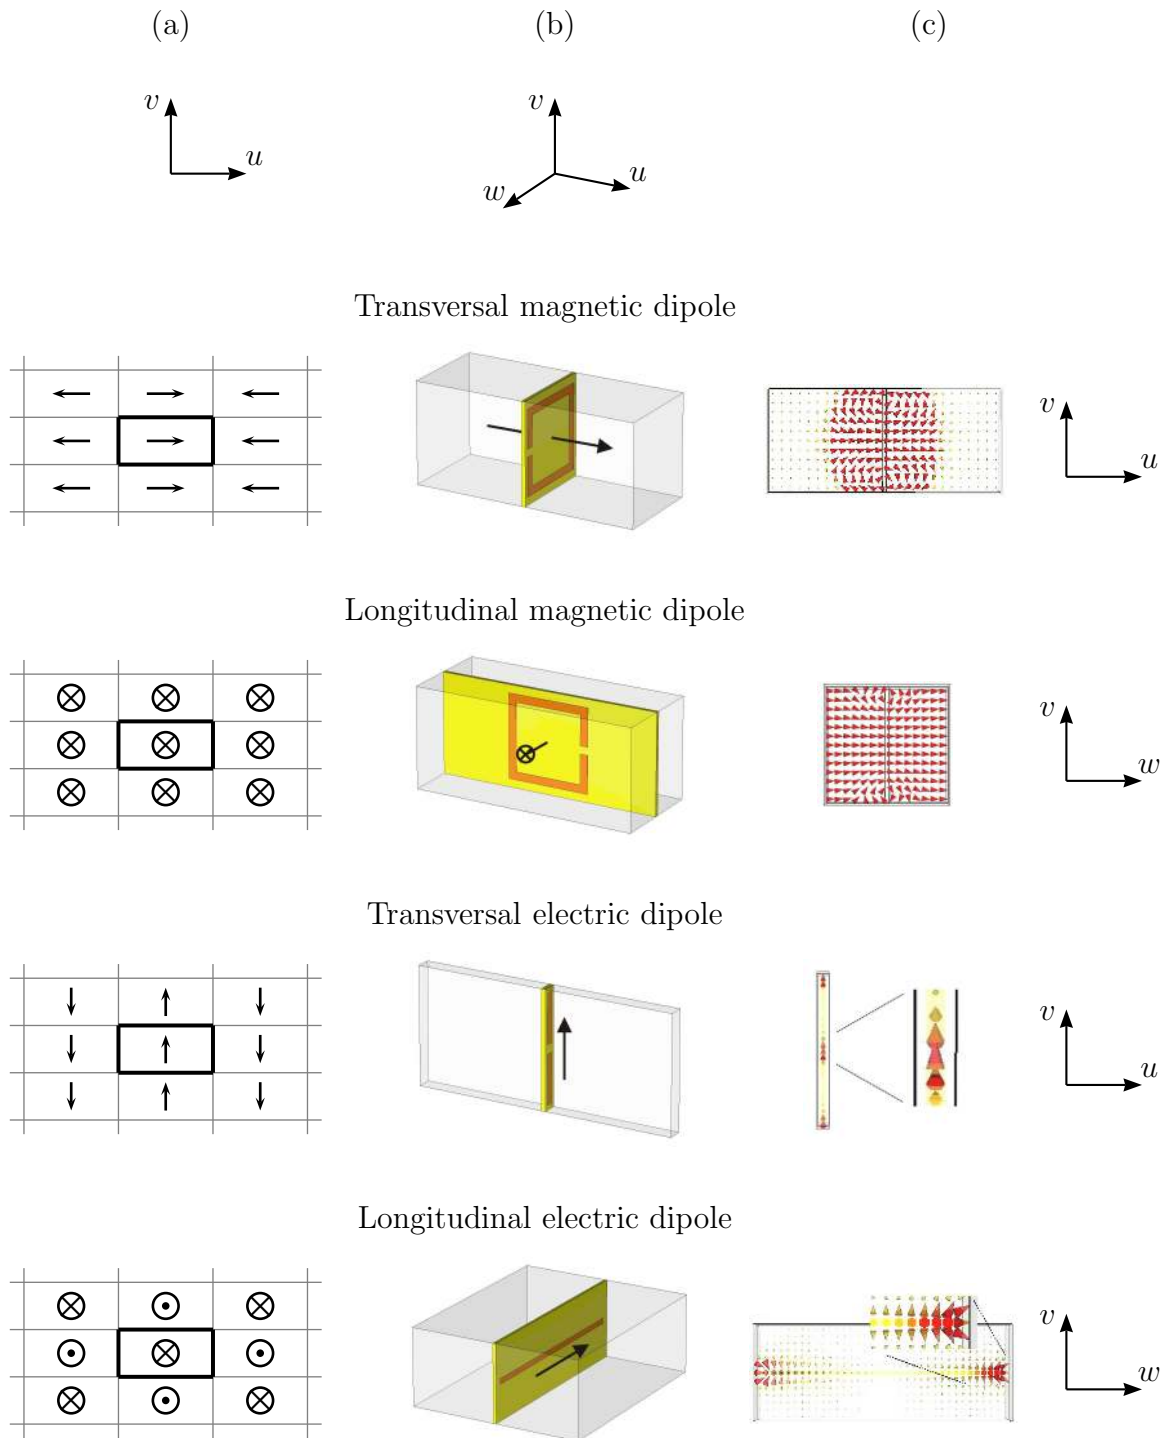 (a) (b) (c)
v u
v w u
Transversal magnetic dipole
v u
Longitudinal magnetic dipole
v w
Transversal electric dipole
v u
Longitudinal electric dipole
v w